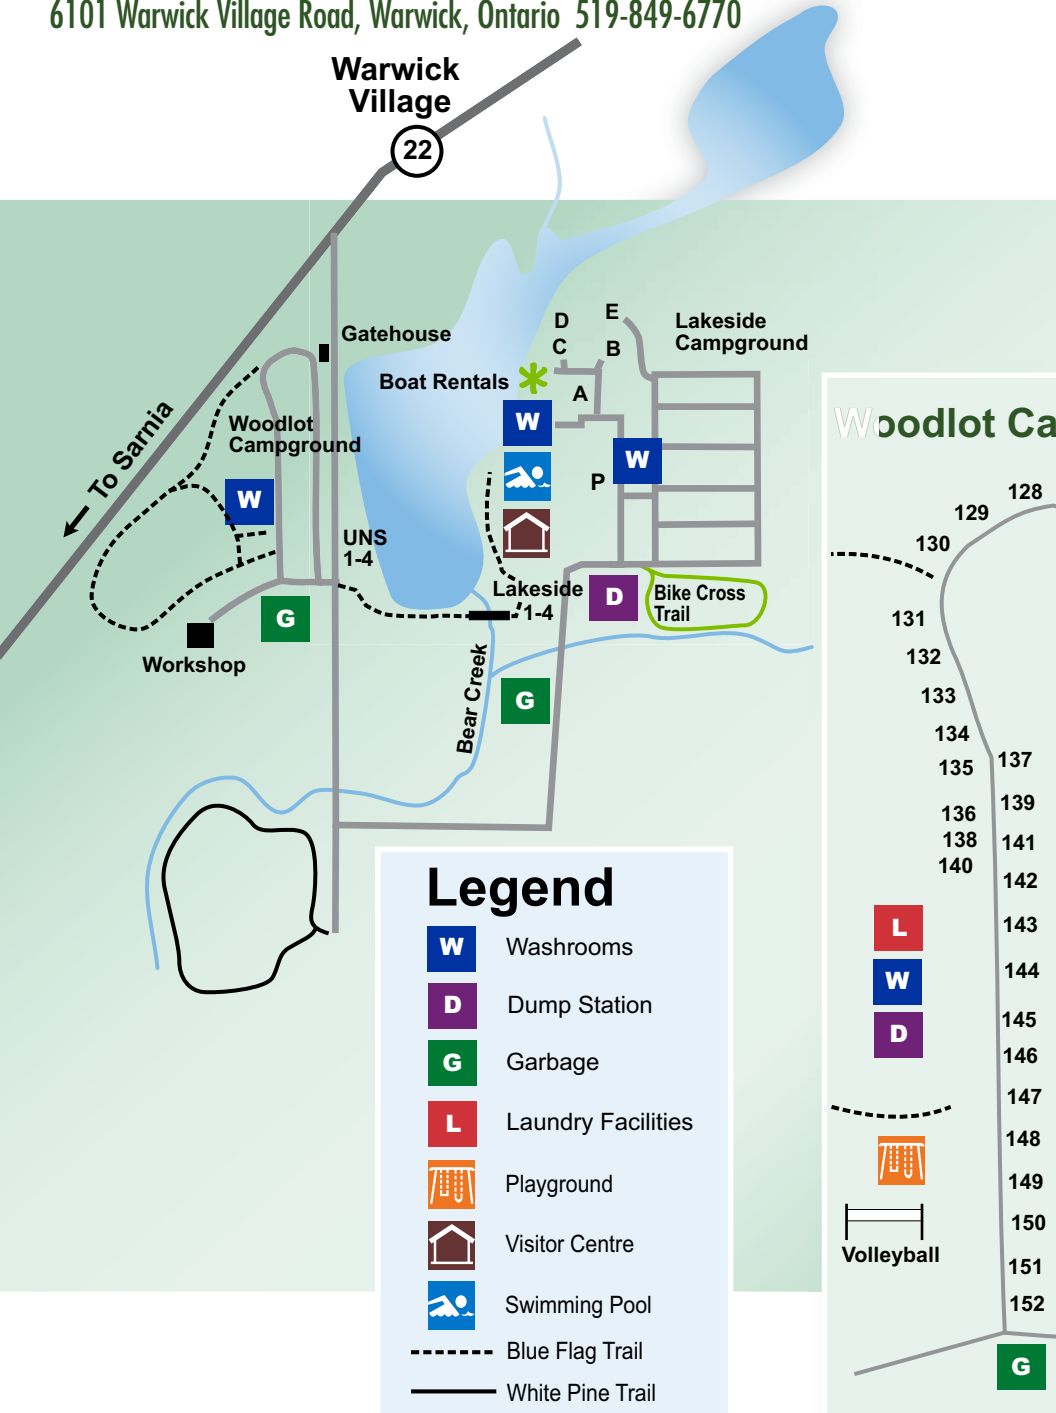 6101 Warwick Village Road, Warwick, Ontario 519-849-6770
Warwick
Village
22
To Sarnia
Gatehouse
Boat Rentals
D
C
E
B
A
Lakeside
Campground
Woodlot
Campground
W
W
W
P
UNS
1-4
Lakeside
1-4
D
Bike Cross
Trail
G
Workshop
Bear Creek
G
Legend
W Washrooms
D Dump Station
G Garbage
L Laundry Facilities
Playground
Visitor Centre
Swimming Pool
Blue Flag Trail
White Pine Trail
Woodlot Ca
128
129
130
131
132
133
134
135
137
139
136
138
141
140
142
L
143
W
144
D
145
146
147
148
149
150
Volleyball
151
152
G